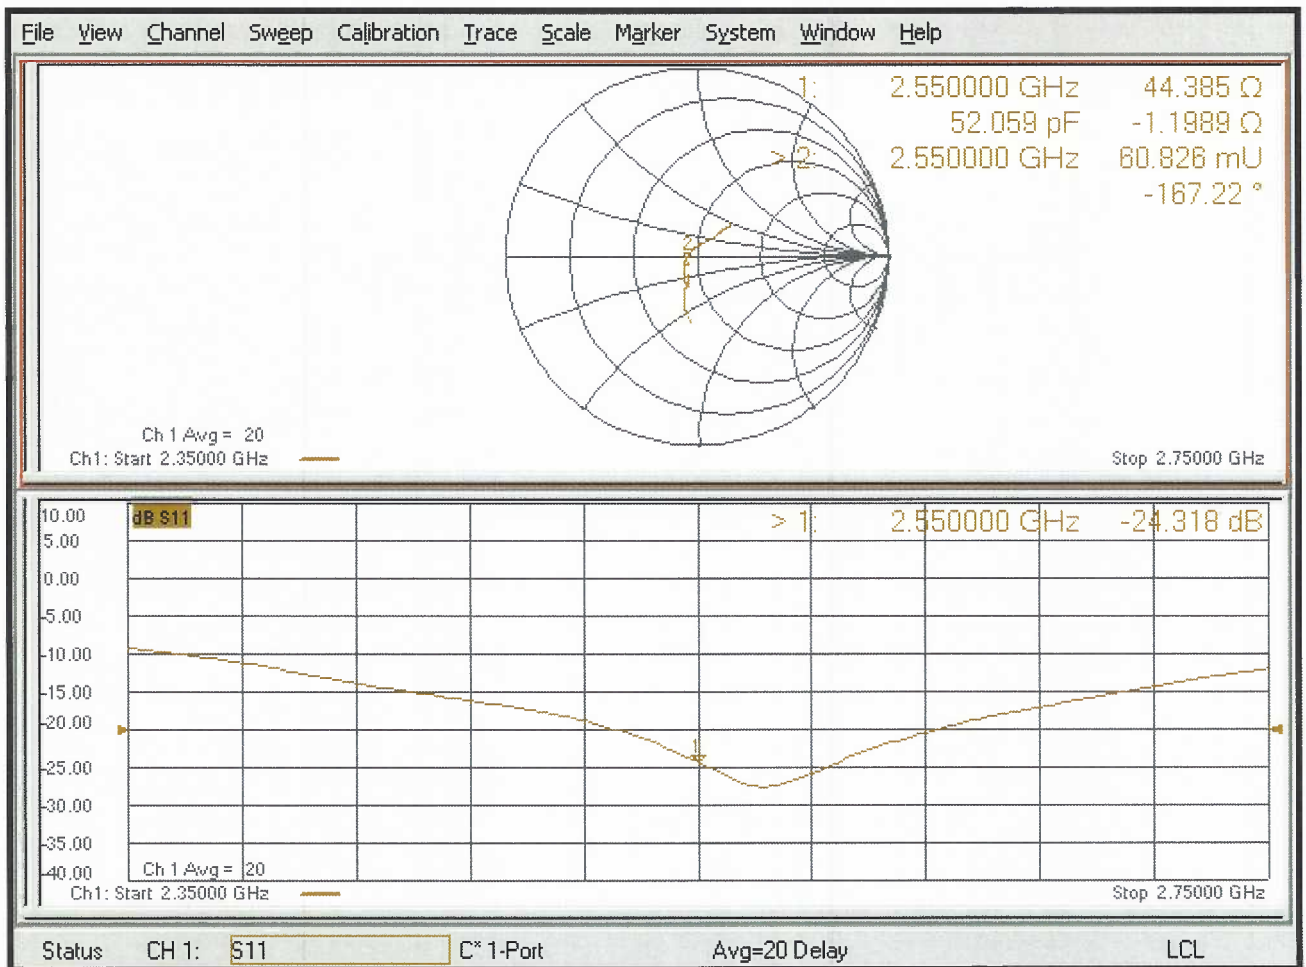 File View Channel Sweep Calibration Trace Scale Marker System Window Help
1: 2.550000 GHz 44.385 Ω
52.059 pF -1.1989 Ω
> 2: 2.550000 GHz 60.826 mU
-167.22 °
2
Ch 1 Avg = 20
Ch1: Start 2.35000 GHz Stop 2.75000 GHz
10.00 dB S11 > 1: 2.550000 GHz -24.318 dB
5.00
0.00
-5.00
-10.00
-15.00
-20.00
1
-25.00
-30.00
-35.00
-40.00 Ch 1 Avg = 20
Ch1: Start 2.35000 GHz Stop 2.75000 GHz
Status CH 1: S11 C* 1-Port Avg=20 Delay LCL